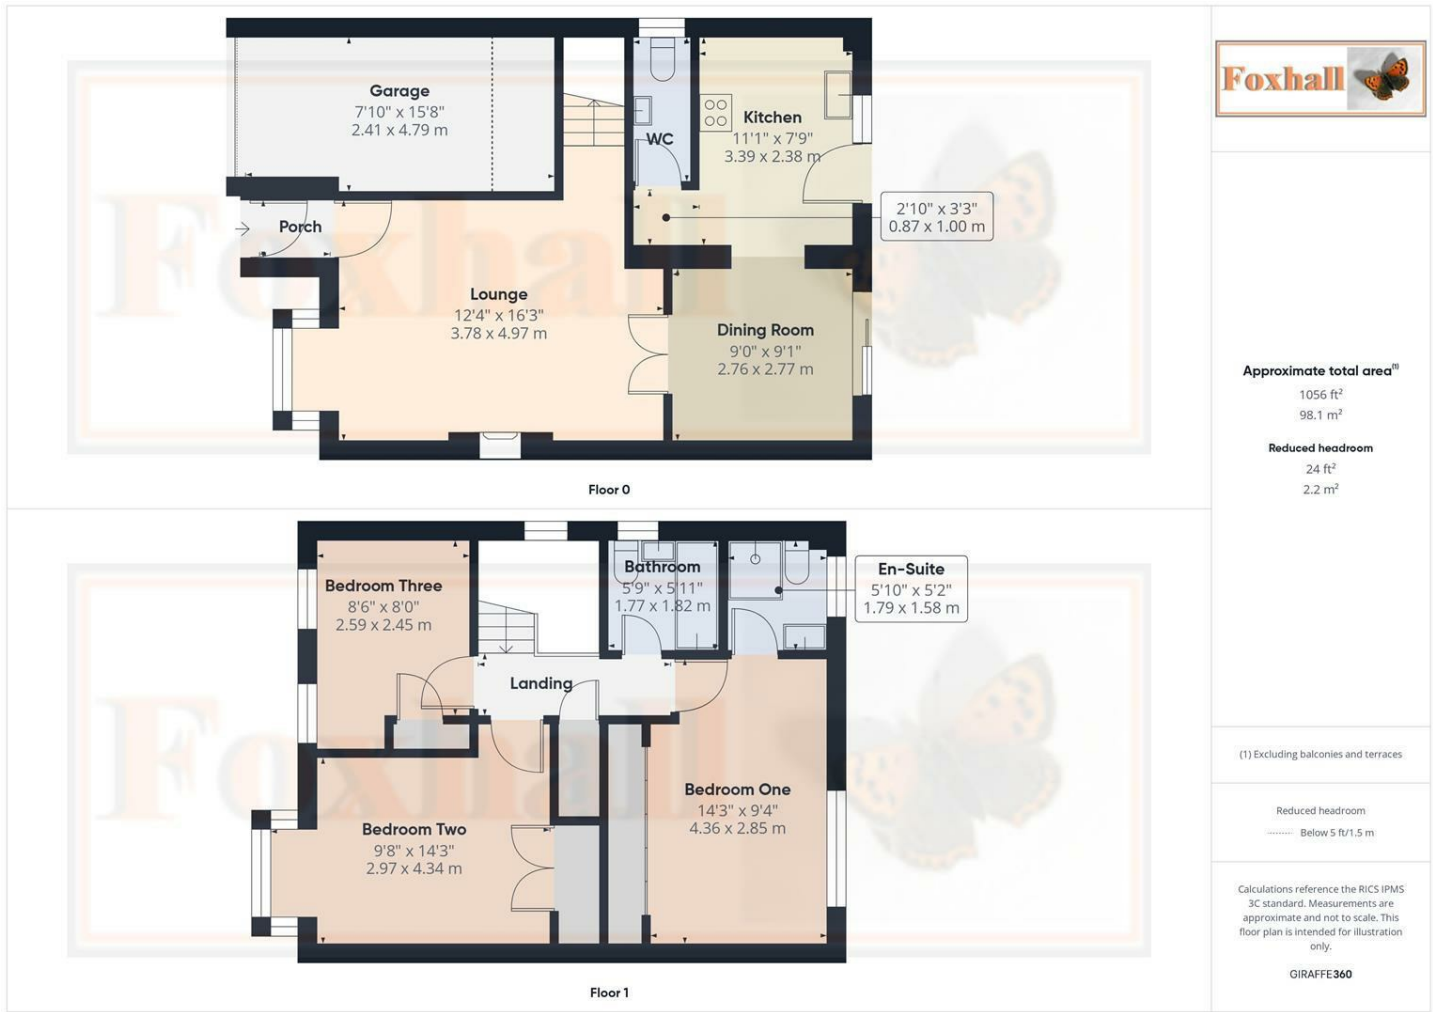 Garage
7'10" x 15'8"
2.41 x 4.79 m
WC
Kitchen
11'1" x 7'9"
3.39 x 2.38 m
Porch
2'10" x 3'3"
0.87 x 1.00 m
Lounge
12'4" x 16'3"
3.78 x 4.97 m
Dining Room
9'0" x 9'1"
2.76 x 2.77 m
Foxhall
Floor 0
Bedroom Three
8'6" x 8'0"
2.59 x 2.45 m
Bathroom
5'9" x 5'11"
1.77 x 1.82 m
En-Suite
5'10" x 5'2"
1.79 x 1.58 m
Landing
Bedroom One
14'3" x 9'4"
4.36 x 2.85 m
Bedroom Two
9'8" x 14'3"
2.97 x 4.34 m
Foxhall
Floor 1
Foxhall
Approximate total area(1)
1056 ft²
98.1 m²
Reduced headroom
24 ft²
2.2 m²
(1) Excluding balconies and terraces
Reduced headroom
Below 5 ft/1.5 m
Calculations reference the RICS IPMS
3C standard. Measurements are
approximate and not to scale. This
floor plan is intended for illustration
only.
GIRAFFE360